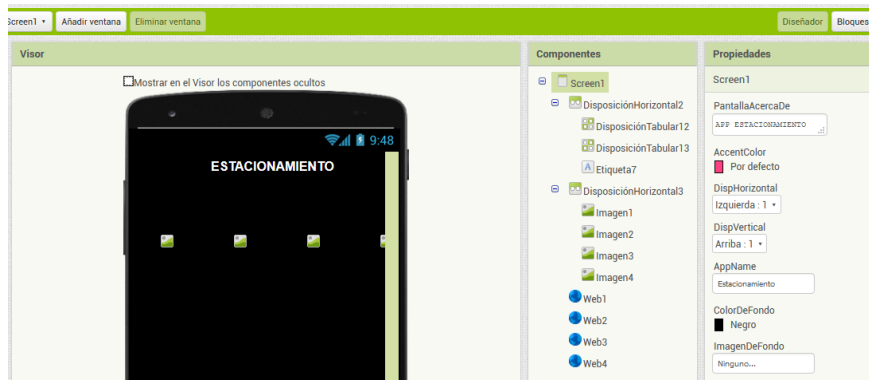 Screen1 Añadir ventana Eliminar ventana Diseñador Bloques
Visor
Mostrar en el Visor los componentes ocultos
9:48
ESTACIONAMIENTO
Componentes
Screen1
DisposiciónHorizontal2
DisposiciónTabular12
DisposiciónTabular13
A Etiqueta7
DisposiciónHorizontal3
Imagen1
Imagen2
Imagen3
Imagen4
Web1
Web2
Web3
Web4
Propiedades
Screen1
PantallaAcercaDe
APP ESTACIONAMIENTO
AccentColor
Por defecto
DispHorizontal
Izquierda : 1
DispVertical
Arriba : 1
AppName
Estacionamiento
ColorDeFondo
Negro
ImagenDeFondo
Ninguno...